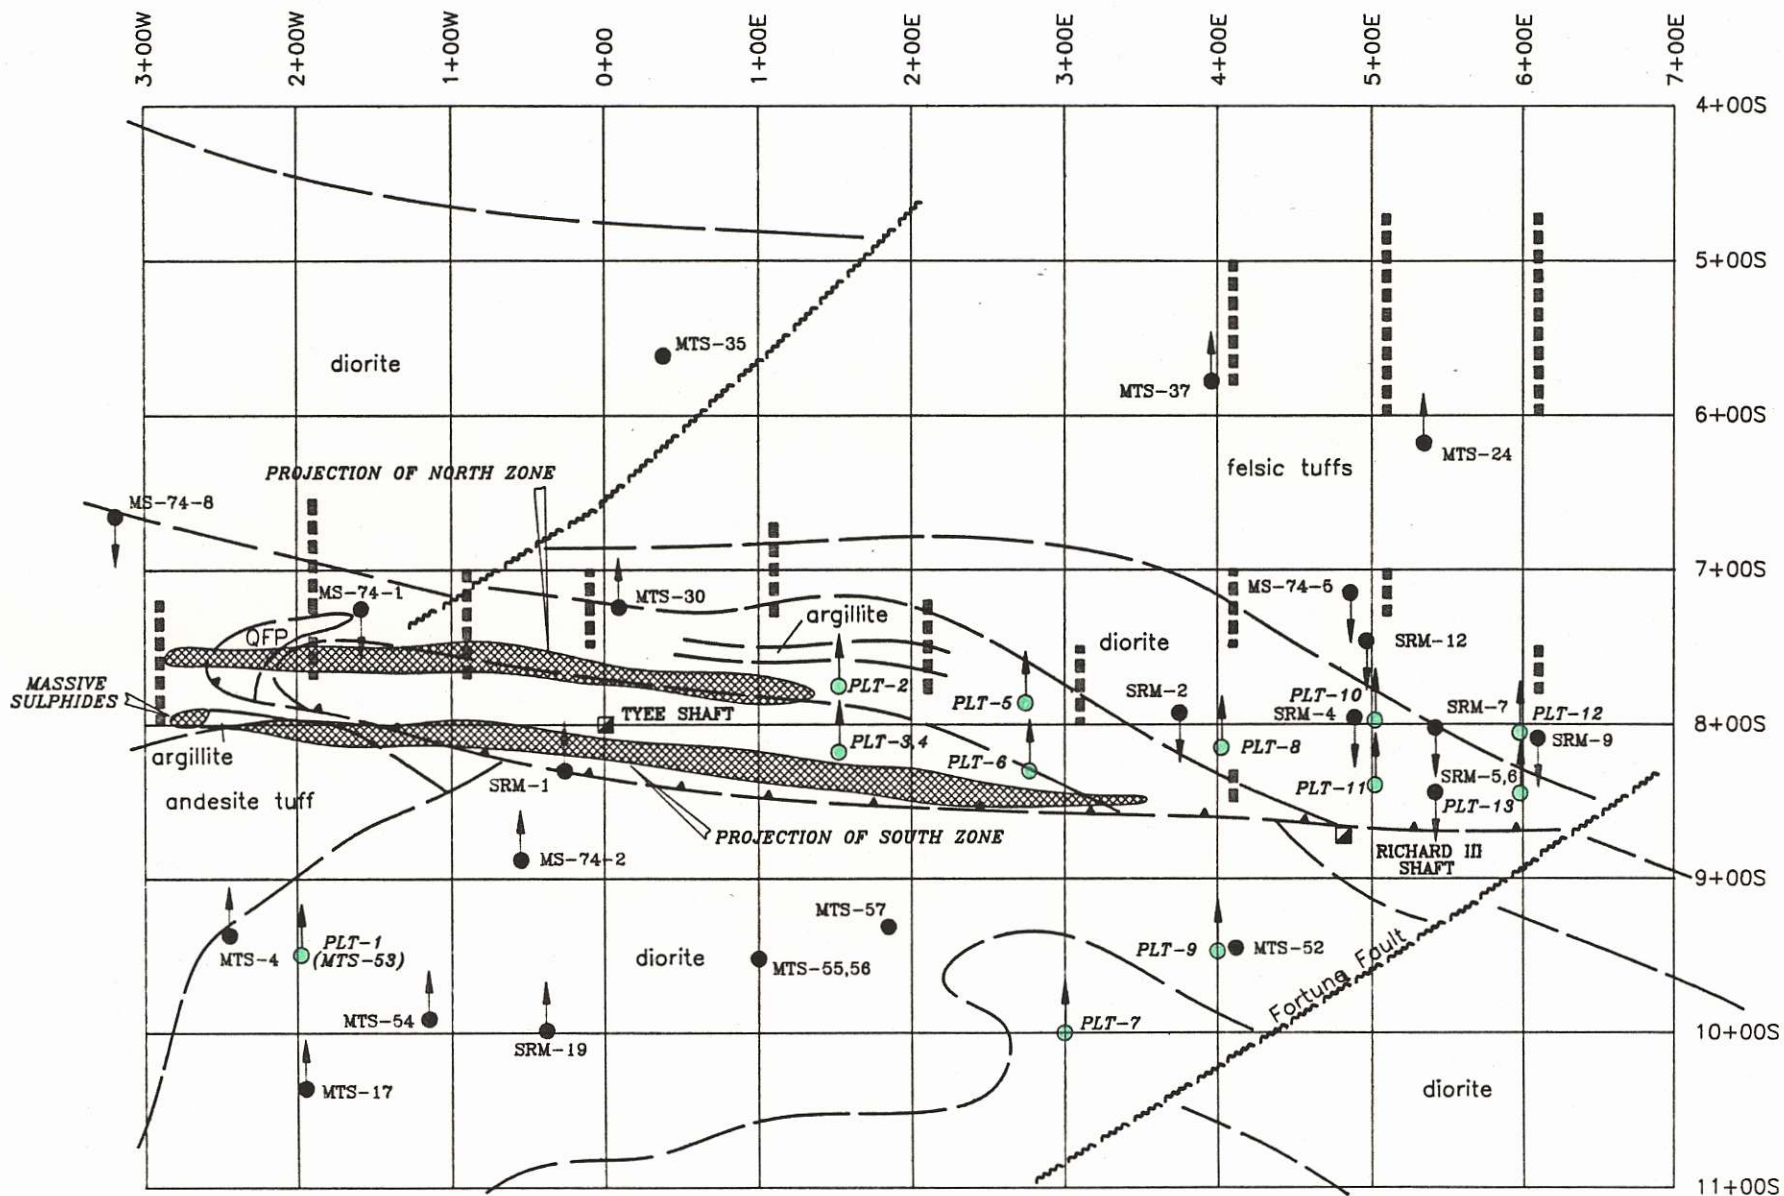 3+00W
2+00W
1+00W
0+00
1+00E
2+00E
3+00E
4+00E
5+00E
6+00E
7+00E
4+00S
5+00S
MTS-35
diorite
MTS-37
6+00S
MTS-24
felsic tuffs
PROJECTION OF NORTH ZONE
MS-74-8
7+00S
MS-74-1
MTS-30
MS-74-5
argillite
QFP
diorite
SRM-12
MASSIVE
SULPHIDES
PLT-2
PLT-5
SRM-2
PLT-10
SRM-4
SRM-7
PLT-12
TYEE SHAFT
8+00S
PLT-3,4
PLT-8
SRM-9
argillite
PLT-6
SRM-5,6
SRM-1
PLT-11
PLT-13
andesite tuff
PROJECTION OF SOUTH ZONE
RICHARD III
SHAFT
MS-74-2
9+00S
MTS-57
PLT-1
(MTS-53)
MTS-4
diorite
MTS-55,56
PLT-9
MTS-52
Fortuna Fault
MTS-54
PLT-7
SRM-19
10+00S
MTS-17
diorite
11+00S